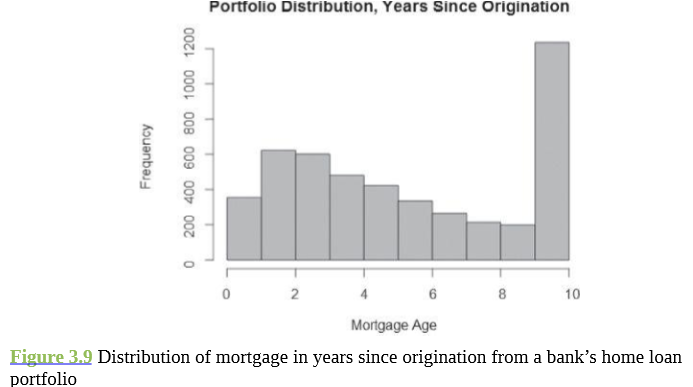 Portfolio Distribution, Years Since Origination
1200
1000
800
600
400
200
0
Frequency
0 2 4 6 8 10
Mortgage Age
Figure 3.9 Distribution of mortgage in years since origination from a bank’s home loan
portfolio